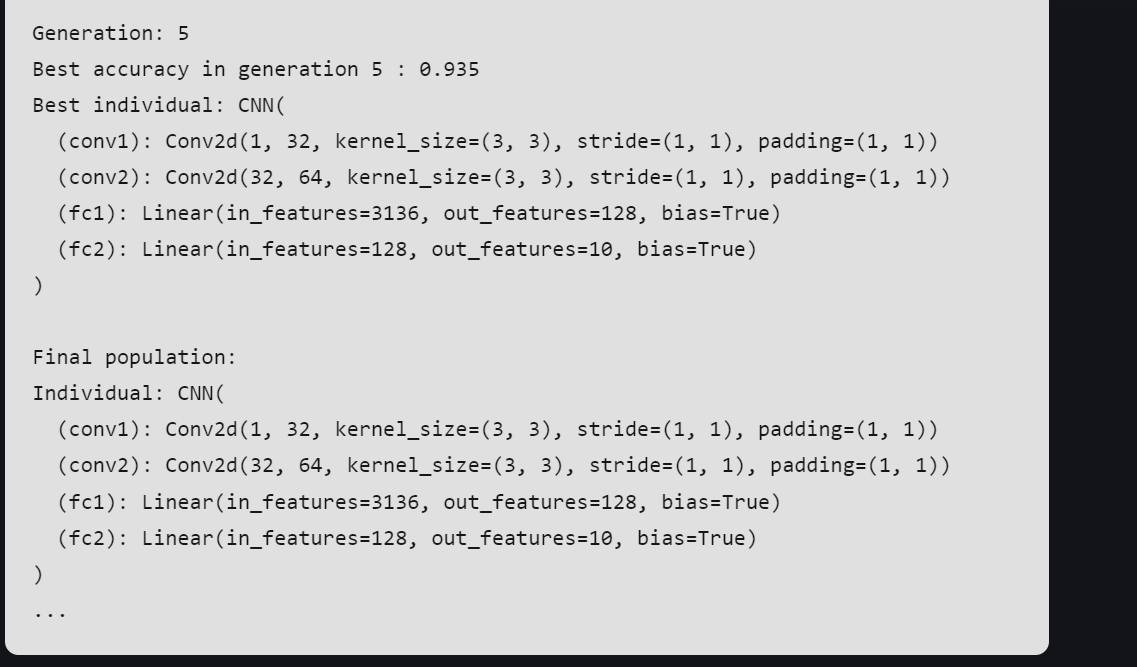 Generation: 5
Best accuracy in generation 5 : 0.935
Best individual: CNN(
  (conv1): Conv2d(1, 32, kernel_size=(3, 3), stride=(1, 1), padding=(1, 1))
  (conv2): Conv2d(32, 64, kernel_size=(3, 3), stride=(1, 1), padding=(1, 1))
  (fc1): Linear(in_features=3136, out_features=128, bias=True)
  (fc2): Linear(in_features=128, out_features=10, bias=True)
)
Final population:
Individual: CNN(
  (conv1): Conv2d(1, 32, kernel_size=(3, 3), stride=(1, 1), padding=(1, 1))
  (conv2): Conv2d(32, 64, kernel_size=(3, 3), stride=(1, 1), padding=(1, 1))
  (fc1): Linear(in_features=3136, out_features=128, bias=True)
  (fc2): Linear(in_features=128, out_features=10, bias=True)
)
...